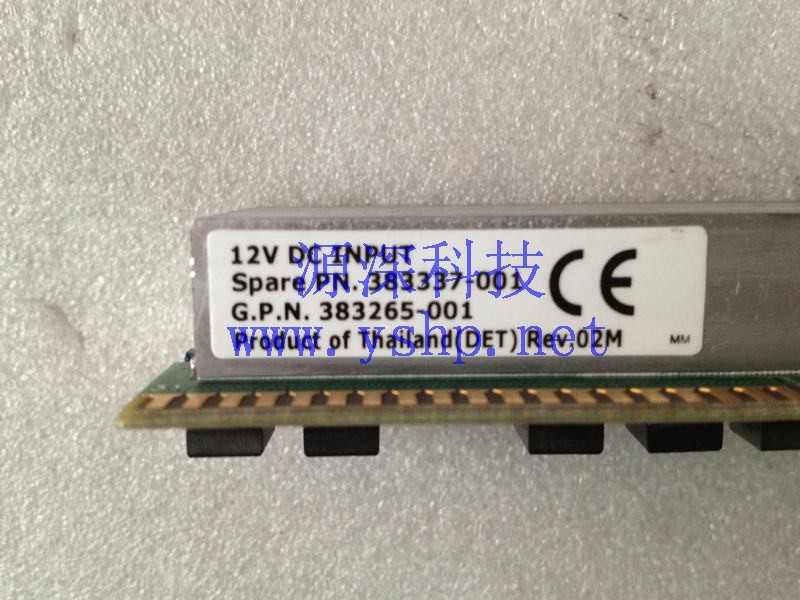 12V DC INPUT
Spare PN. 383337-001
G.P.N. 383265-001
Product of Thailand(DET) Rev:02M
CE
MM
源深科技
www.yshp.net